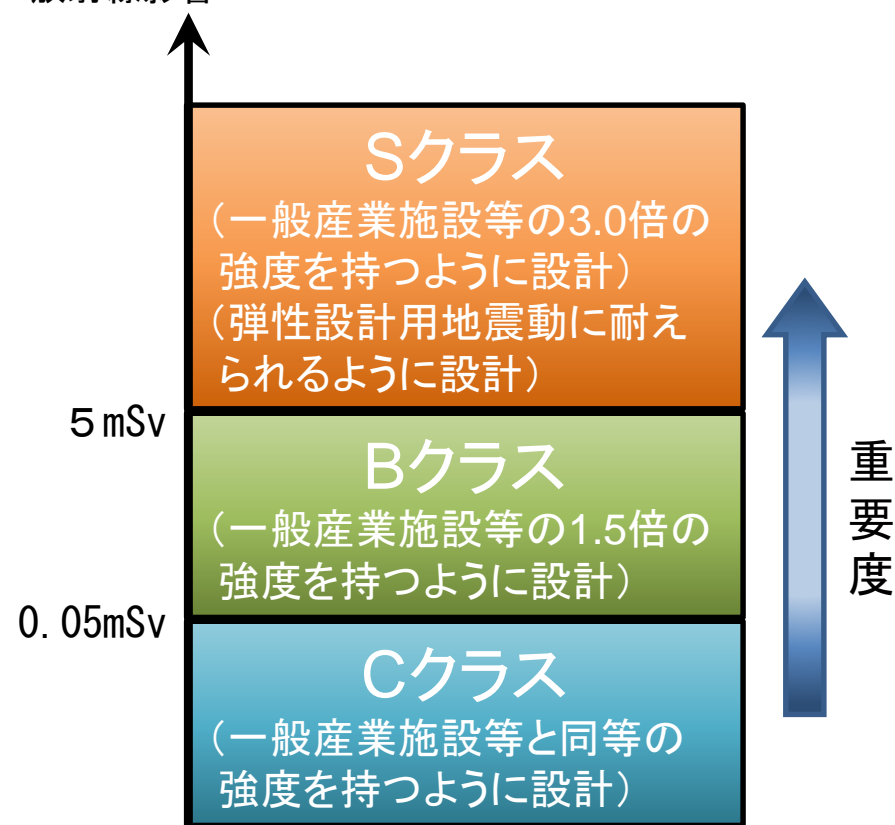 Sクラス
（一般産業施設等の3.0倍の
強度を持つように設計）
（弾性設計用地震動に耐え
られるように設計）
5mSv
Bクラス
（一般産業施設等の1.5倍の
強度を持つように設計）
0.05mSv
Cクラス
（一般産業施設等と同等の
強度を持つように設計）
重要度